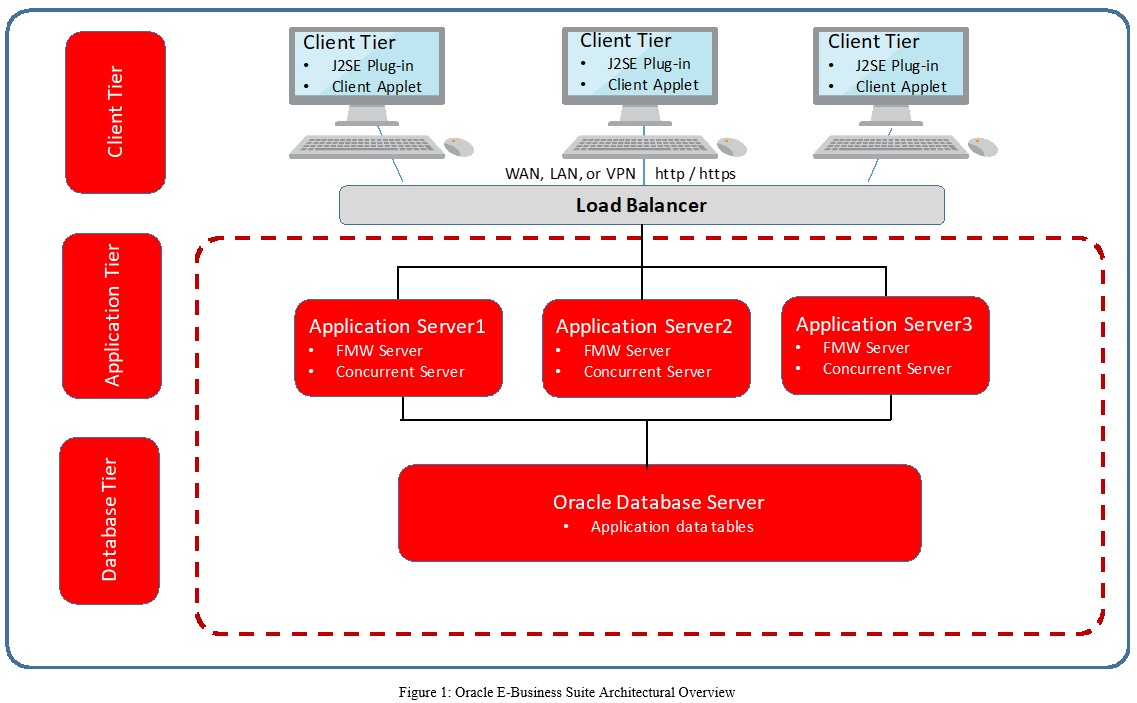 Client Tier
Client Tier
• J2SE Plug-in
• Client Applet
Client Tier
• J2SE Plug-in
• Client Applet
Client Tier
• J2SE Plug-in
• Client Applet
WAN, LAN, or VPN http / https
Load Balancer
Application Tier
Application Server1
• FMW Server
• Concurrent Server
Application Server2
• FMW Server
• Concurrent Server
Application Server3
• FMW Server
• Concurrent Server
Database Tier
Oracle Database Server
• Application data tables
Figure 1: Oracle E-Business Suite Architectural Overview